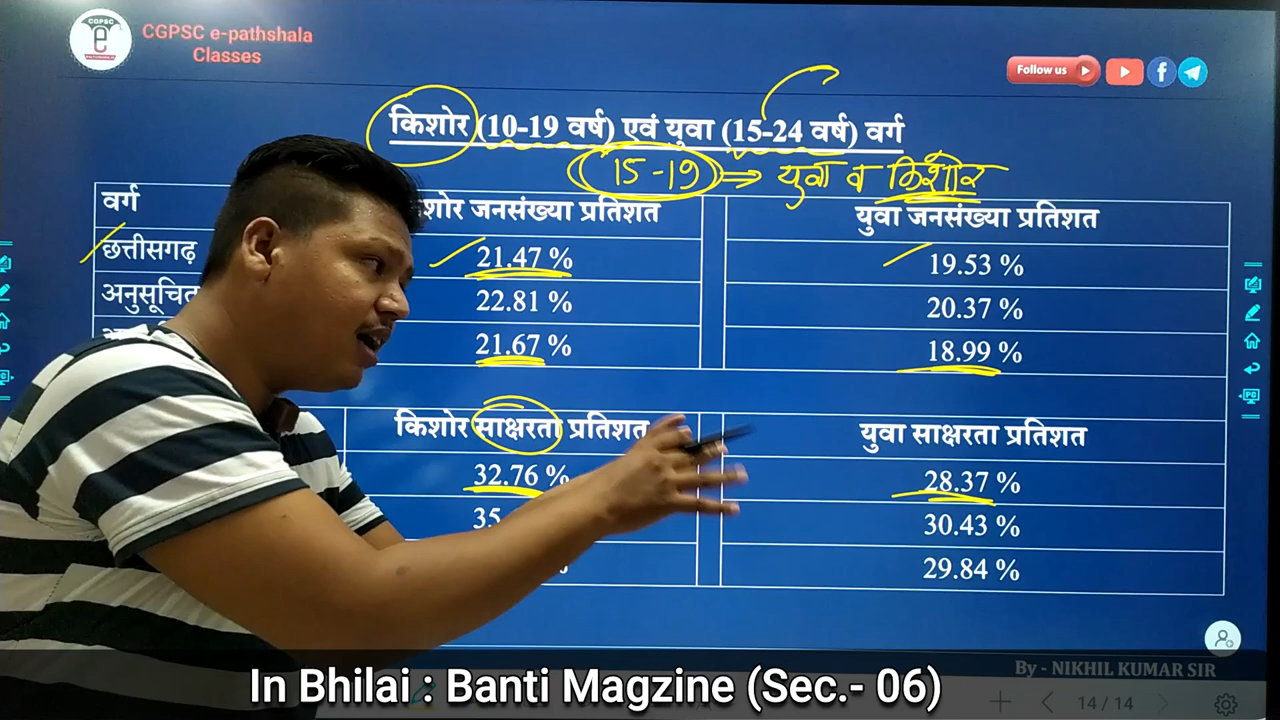 CGPSC
e
CGPSC e-pathshala
Classes
Follow us
किशोर (10-19 वर्ष) एवं युवा (15-24 वर्ष) वर्ग
15-19 ⇒ युवा व किशोर
वर्ग शोर जनसंख्या प्रतिशत युवा जनसंख्या प्रतिशत
छत्तीसगढ़ 21.47 % 19.53 %
अनुसूचित 22.81 % 20.37 %
21.67 % 18.99 %
किशोर साक्षरता प्रतिशत युवा साक्षरता प्रतिशत
32.76 % 28.37 %
35. 30.43 %
29.84 %
By - NIKHIL KUMAR SIR
In Bhilai : Banti Magzine (Sec.- 06)
14 / 14